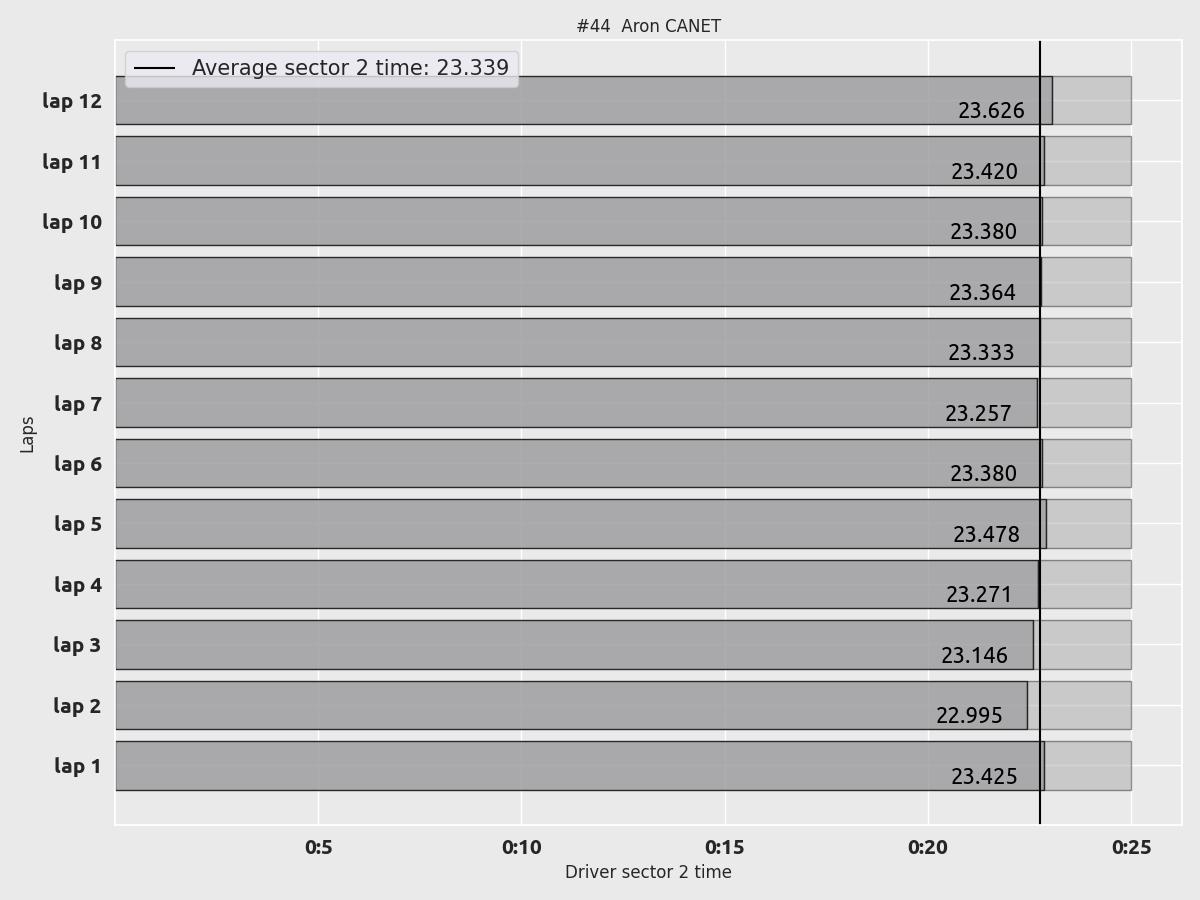 #44  Aron CANET
Average sector 2 time: 23.339
lap 12
23.626
lap 11
23.420
lap 10
23.380
lap 9
23.364
lap 8
23.333
lap 7
23.257
lap 6
23.380
lap 5
23.478
lap 4
23.271
lap 3
23.146
lap 2
22.995
lap 1
23.425
Laps
0:5 0:10 0:15 0:20 0:25
Driver sector 2 time